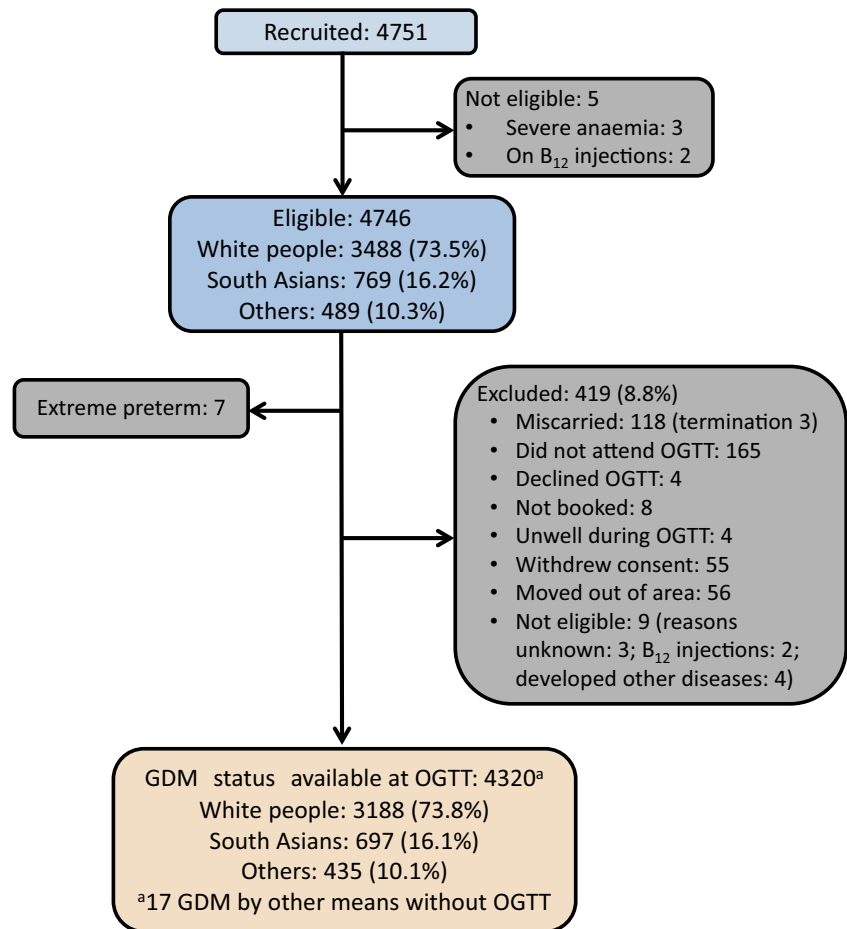 Recruited: 4751
Not eligible: 5
• Severe anaemia: 3
• On B₁₂ injections: 2
Eligible: 4746
White people: 3488 (73.5%)
South Asians: 769 (16.2%)
Others: 489 (10.3%)
Extreme preterm: 7
Excluded: 419 (8.8%)
• Miscarried: 118 (termination 3)
• Did not attend OGTT: 165
• Declined OGTT: 4
• Not booked: 8
• Unwell during OGTT: 4
• Withdrew consent: 55
• Moved out of area: 56
• Not eligible: 9 (reasons
unknown: 3; B₁₂ injections: 2;
developed other diseases: 4)
GDM status available at OGTT: 4320ᵃ
White people: 3188 (73.8%)
South Asians: 697 (16.1%)
Others: 435 (10.1%)
ᵃ17 GDM by other means without OGTT